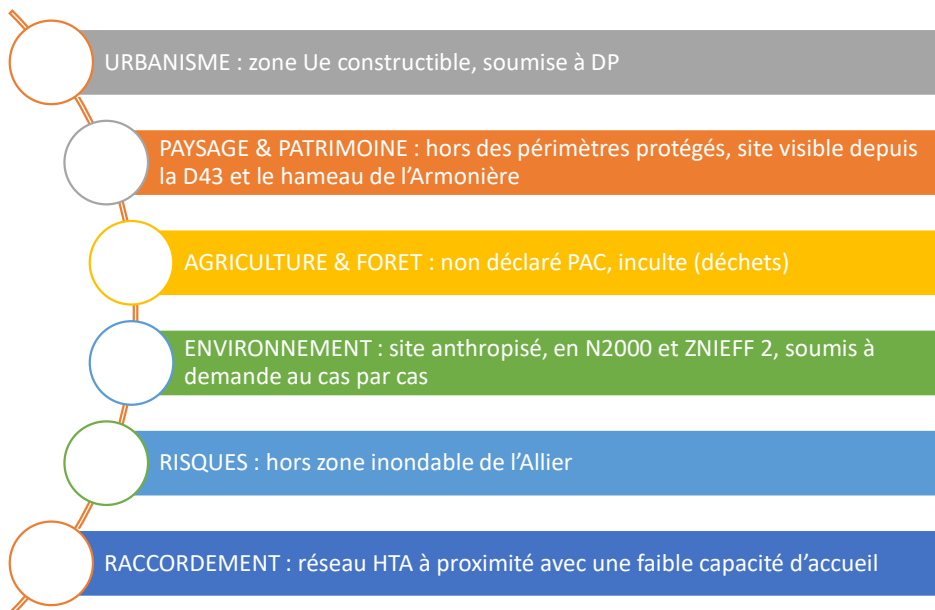 URBANISME : zone Ue constructible, soumise à DP
PAYSAGE & PATRIMOINE : hors des périmètres protégés, site visible depuis
la D43 et le hameau de l’Armonière
AGRICULTURE & FORET : non déclaré PAC, inculte (déchets)
ENVIRONNEMENT : site anthropisé, en N2000 et ZNIEFF 2, soumis à
demande au cas par cas
RISQUES : hors zone inondable de l’Allier
RACCORDEMENT : réseau HTA à proximité avec une faible capacité d’accueil